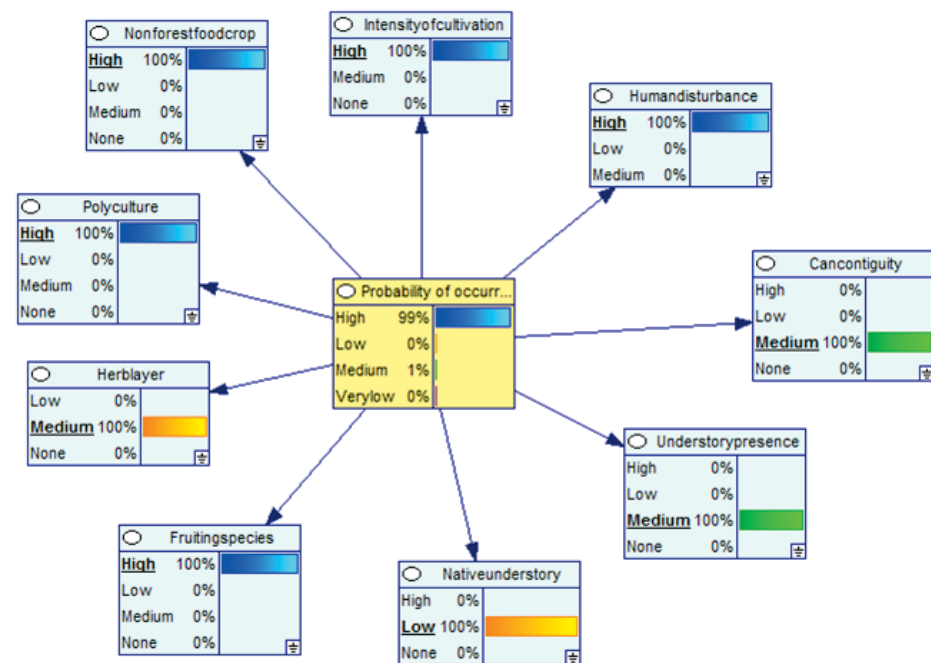 Nonforestfoodcrop
High 100%
Low 0%
Medium 0%
None 0%
Intensityofcultivation
High 100%
Medium 0%
None 0%
Humandisturbance
High 100%
Low 0%
Medium 0%
Polyculture
High 100%
Low 0%
Medium 0%
None 0%
Probability of occurr...
High 99%
Low 0%
Medium 1%
Verylow 0%
Cancontiguity
High 0%
Low 0%
Medium 100%
None 0%
Herblayer
Low 0%
Medium 100%
None 0%
Understorypresence
High 0%
Low 0%
Medium 100%
None 0%
Fruitingspecies
High 100%
Low 0%
Medium 0%
None 0%
Nativeunderstory
High 0%
Low 100%
None 0%